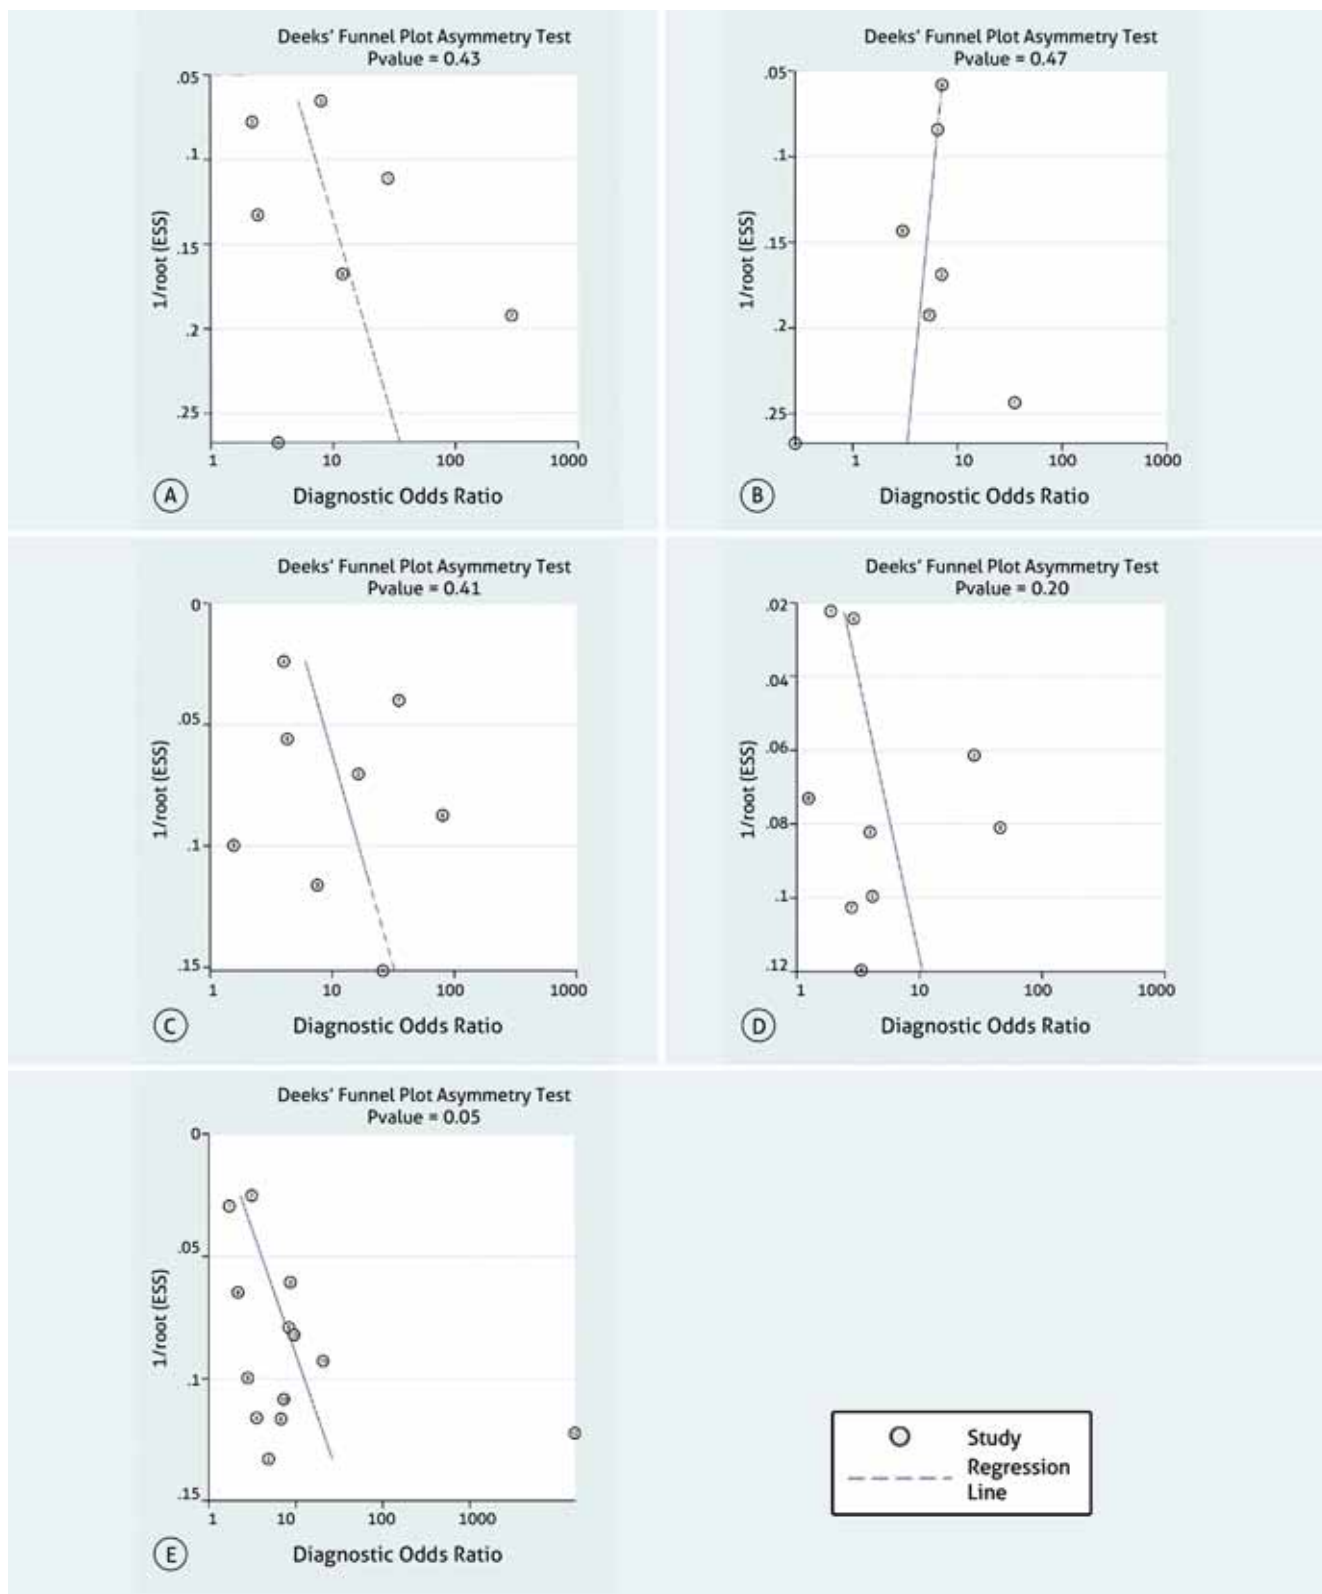 Deeks' Funnel Plot Asymmetry Test
Pvalue = 0.43
.05
.1
.15
.2
.25
1/root (ESS)
1 10 100 1000
A Diagnostic Odds Ratio
Deeks' Funnel Plot Asymmetry Test
Pvalue = 0.47
.05
.1
.15
.2
.25
1/root (ESS)
1 10 100 1000
B Diagnostic Odds Ratio
Deeks' Funnel Plot Asymmetry Test
Pvalue = 0.41
0
.05
.1
.15
1/root (ESS)
1 10 100 1000
C Diagnostic Odds Ratio
Deeks' Funnel Plot Asymmetry Test
Pvalue = 0.20
.02
.04
.06
.08
.1
.12
1/root (ESS)
1 10 100 1000
D Diagnostic Odds Ratio
Deeks' Funnel Plot Asymmetry Test
Pvalue = 0.05
0
.05
.1
.15
1/root (ESS)
1 10 100 1000
E Diagnostic Odds Ratio
Study
Regression
Line